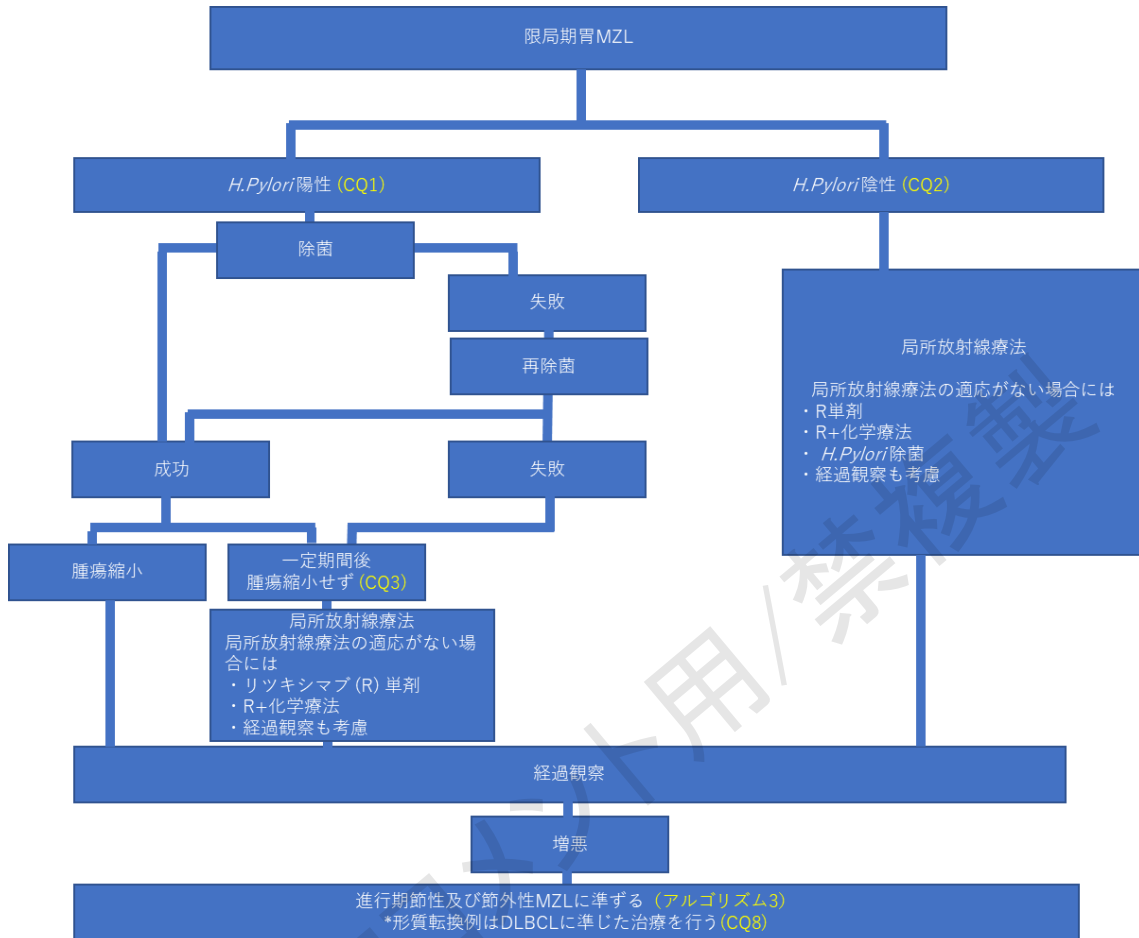 限局期胃MZL
H.Pylori陽性 (CQ1)
H.Pylori陰性 (CQ2)
除菌
失敗
再除菌
成功
失敗
腫瘍縮小
一定期間後
腫瘍縮小せず (CQ3)
局所放射線療法
局所放射線療法の適応がない場
合には
・リツキシマブ (R) 単剤
・R+化学療法
・経過観察も考慮
局所放射線療法
局所放射線療法の適応がない場合には
・R単剤
・R+化学療法
・ H.Pylori除菌
・経過観察も考慮
経過観察
増悪
進行期節性及び節外性MZLに準ずる (アルゴリズム3)
*形質転換例はDLBCLに準じた治療を行う(CQ8)
メント用/禁複製